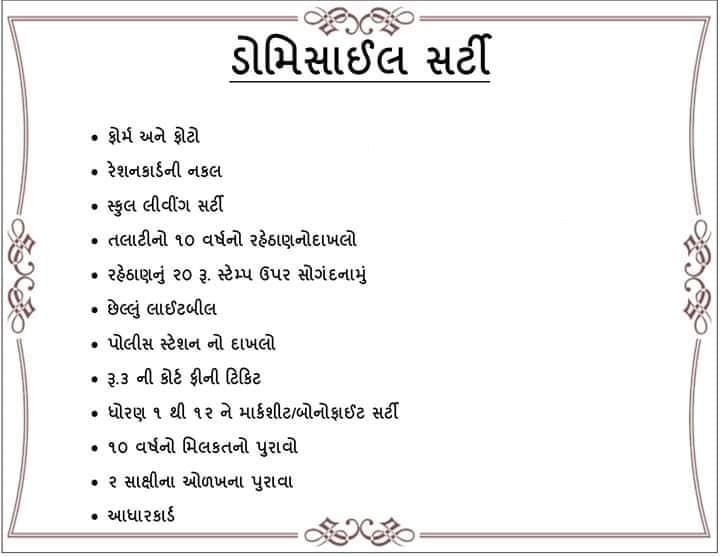 ડોમિસાઈલ સર્ટી
• ફોર્મ અને ફોટો
• રેશનકાર્ડની નકલ
• સ્કુલ લીવીંગ સર્ટી
• તલાટીનો ૧૦ વર્ષનો રહેઠાણનોદાખલો
• રહેઠાણનું ૨૦ રૂ. સ્ટેમ્પ ઉપર સોગંદનામું
• છેલ્લું લાઈટબીલ
• પોલીસ સ્ટેશન નો દાખલો
• રૂ.૩ ની કોર્ટ ફીની ટિકિટ
• ધોરણ ૧ થી ૧૨ ને માર્કશીટ/બોનોફાઈટ સર્ટી
• ૧૦ વર્ષનો મિલકતનો પુરાવો
• ૨ સાક્ષીના ઓળખના પુરાવા
• આધારકાર્ડ